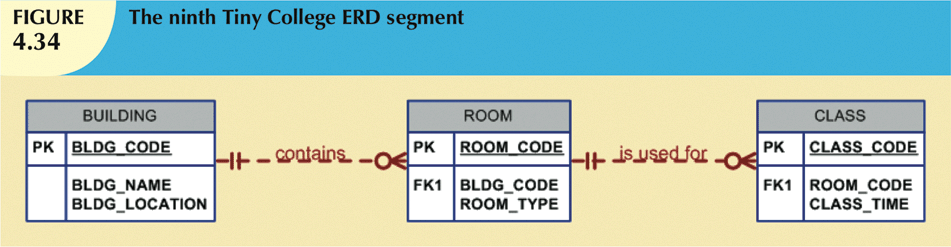 FIGURE
4.34
The ninth Tiny College ERD segment
BUILDING
PK BLDG_CODE
BLDG_NAME
BLDG_LOCATION
contains
ROOM
PK ROOM_CODE
FK1 BLDG_CODE
ROOM_TYPE
is used for
CLASS
PK CLASS_CODE
FK1 ROOM_CODE
CLASS_TIME